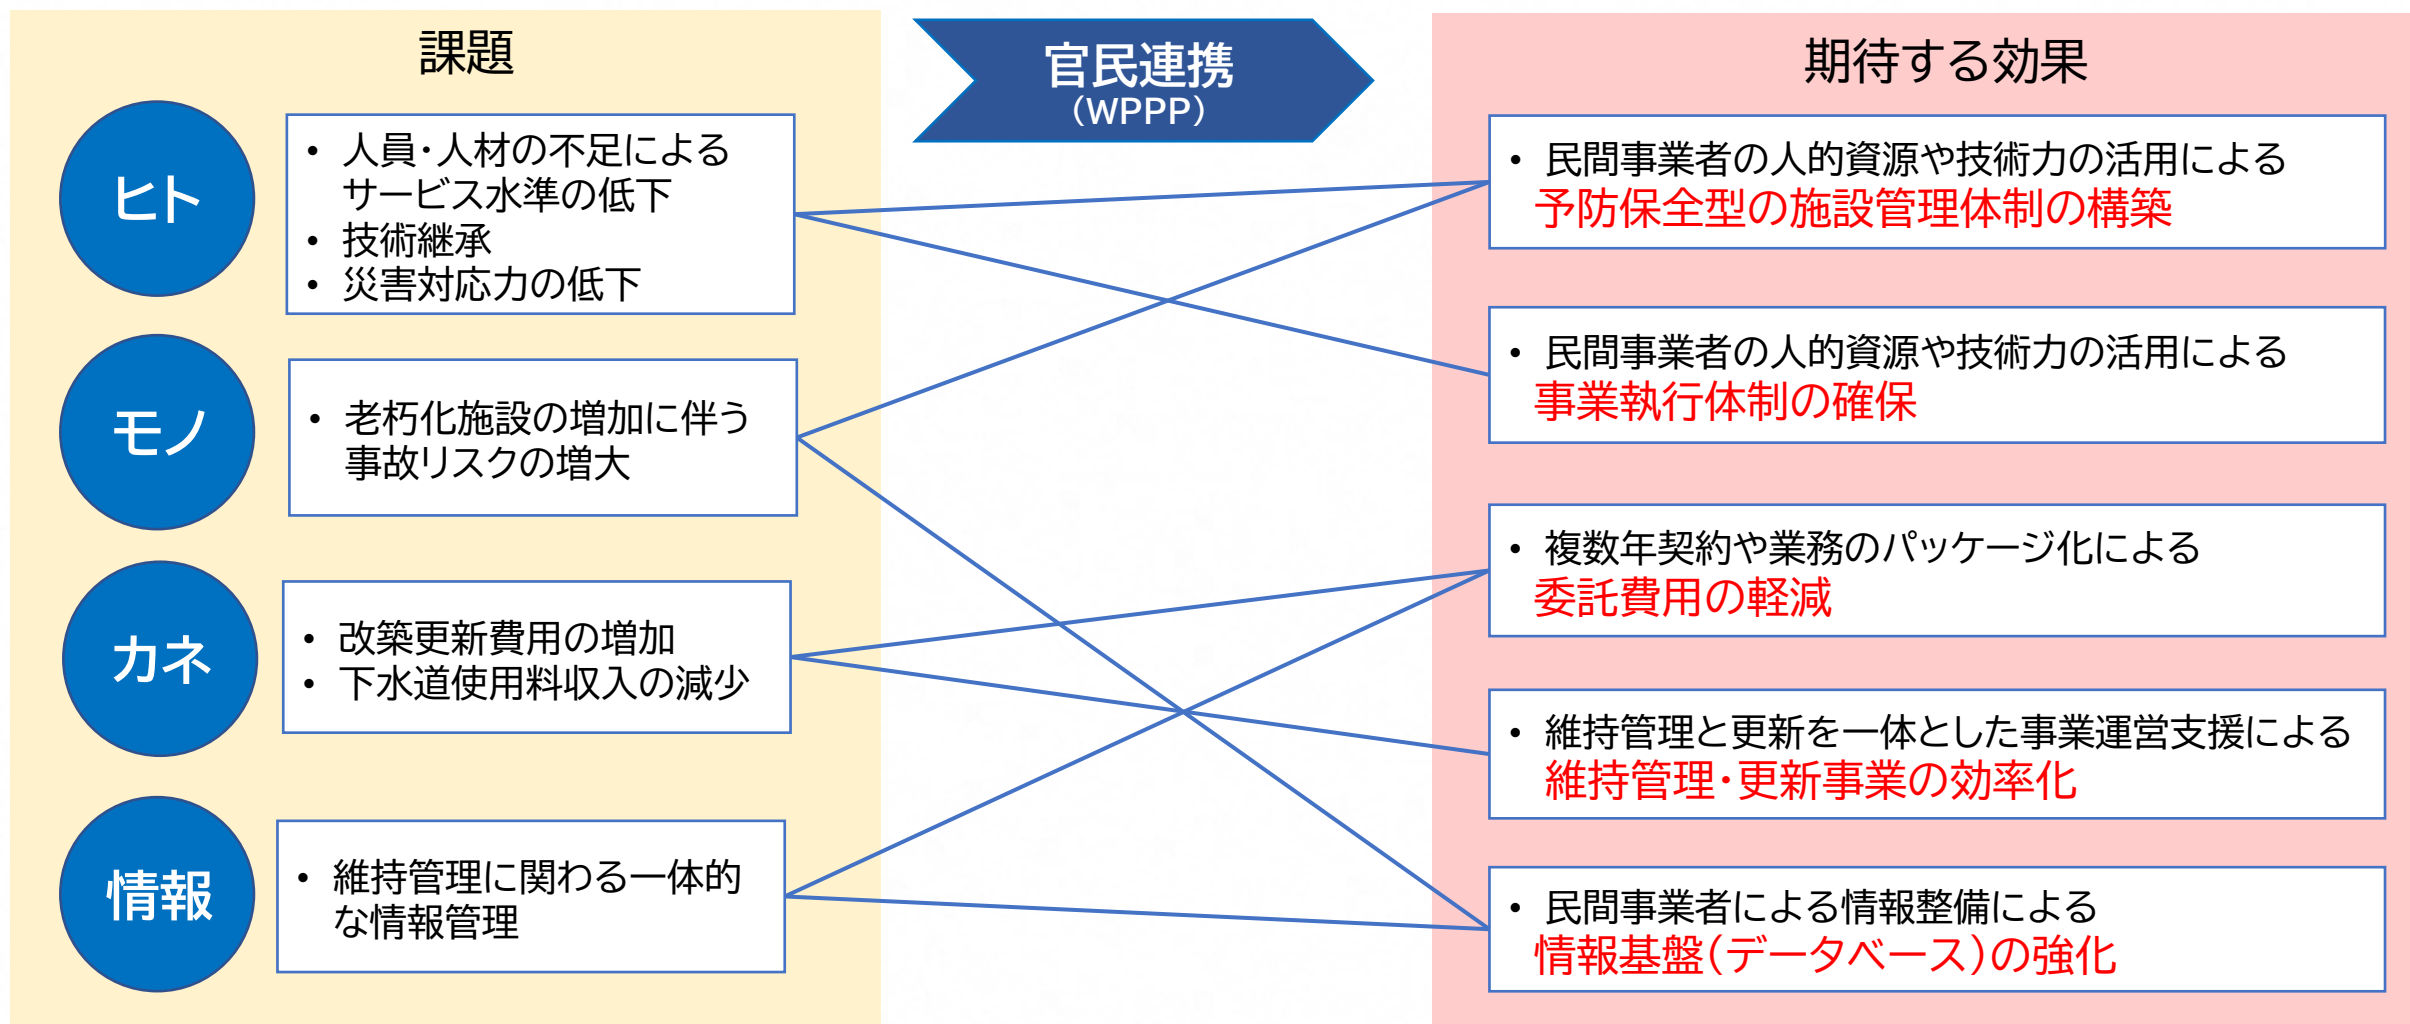 課題
ヒト
• 人員･人材の不足による
サービス水準の低下
• 技術継承
• 災害対応力の低下
モノ
• 老朽化施設の増加に伴う
事故リスクの増大
カネ
• 改築更新費用の増加
• 下水道使用料収入の減少
情報
• 維持管理に関わる一体的
な情報管理
官民連携
（WPPP）
期待する効果
• 民間事業者の人的資源や技術力の活用による
予防保全型の施設管理体制の構築
• 民間事業者の人的資源や技術力の活用による
事業執行体制の確保
• 複数年契約や業務のパッケージ化による
委託費用の軽減
• 維持管理と更新を一体とした事業運営支援による
維持管理･更新事業の効率化
• 民間事業者による情報整備による
情報基盤（データベース）の強化